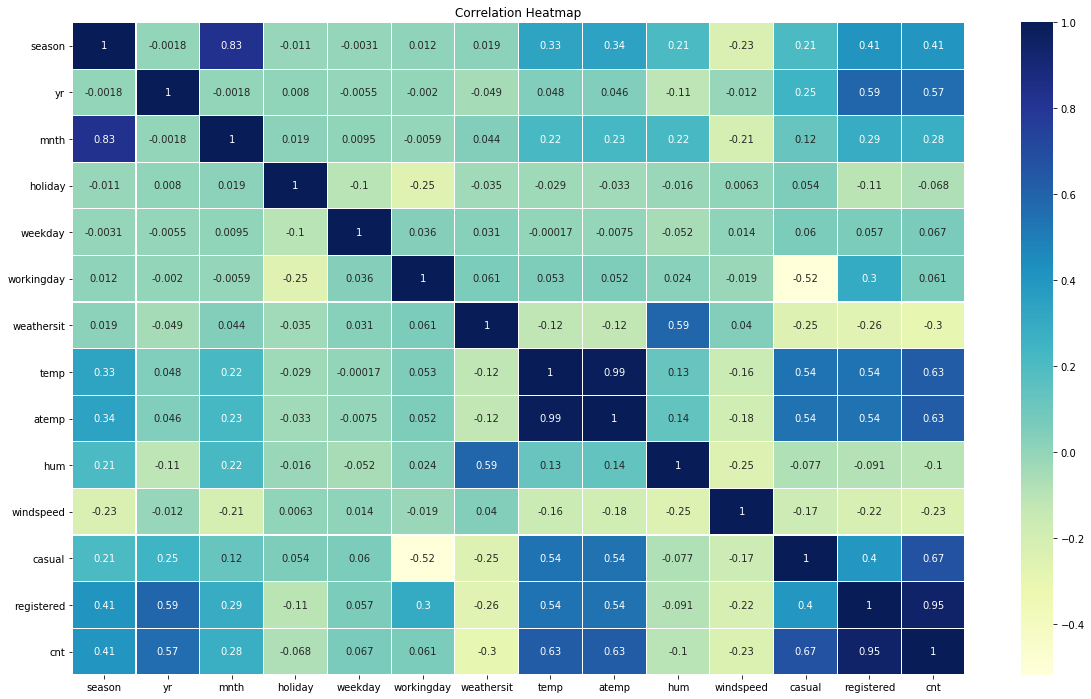 Correlation Heatmap
season 1 -0.0018 0.83 -0.011 -0.0031 0.012 0.019 0.33 0.34 0.21 -0.23 0.21 0.41 0.41
yr -0.0018 1 -0.0018 0.008 -0.0055 -0.002 -0.049 0.048 0.046 -0.11 -0.012 0.25 0.59 0.57
mnth 0.83 -0.0018 1 0.019 0.0095 -0.0059 0.044 0.22 0.23 0.22 -0.21 0.12 0.29 0.28
holiday -0.011 0.008 0.019 1 -0.1 -0.25 -0.035 -0.029 -0.033 -0.016 0.0063 0.054 -0.11 -0.068
weekday -0.0031 -0.0055 0.0095 -0.1 1 0.036 0.031 -0.00017 -0.0075 -0.052 0.014 0.06 0.057 0.067
workingday 0.012 -0.002 -0.0059 -0.25 0.036 1 0.061 0.053 0.052 0.024 -0.019 -0.52 0.3 0.061
weathersit 0.019 -0.049 0.044 -0.035 0.031 0.061 1 -0.12 -0.12 0.59 0.04 -0.25 -0.26 -0.3
temp 0.33 0.048 0.22 -0.029 -0.00017 0.053 -0.12 1 0.99 0.13 -0.16 0.54 0.54 0.63
atemp 0.34 0.046 0.23 -0.033 -0.0075 0.052 -0.12 0.99 1 0.14 -0.18 0.54 0.54 0.63
hum 0.21 -0.11 0.22 -0.016 -0.052 0.024 0.59 0.13 0.14 1 -0.25 -0.077 -0.091 -0.1
windspeed -0.23 -0.012 -0.21 0.0063 0.014 -0.019 0.04 -0.16 -0.18 -0.25 1 -0.17 -0.22 -0.23
casual 0.21 0.25 0.12 0.054 0.06 -0.52 -0.25 0.54 0.54 -0.077 -0.17 1 0.4 0.67
registered 0.41 0.59 0.29 -0.11 0.057 0.3 -0.26 0.54 0.54 -0.091 -0.22 0.4 1 0.95
cnt 0.41 0.57 0.28 -0.068 0.067 0.061 -0.3 0.63 0.63 -0.1 -0.23 0.67 0.95 1
season yr mnth holiday weekday workingday weathersit temp atemp hum windspeed casual registered cnt
1.0
0.8
0.6
0.4
0.2
0.0
−0.2
−0.4